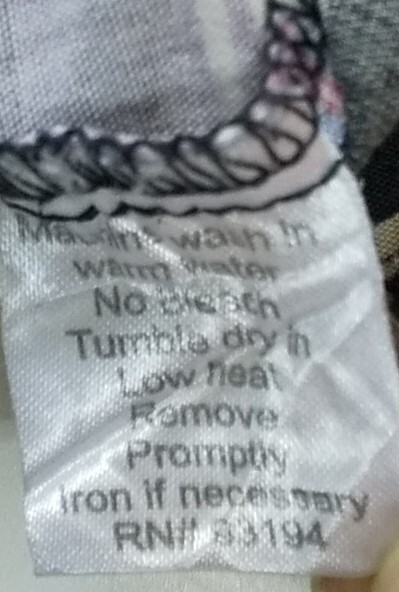 Machine wash in
warm water
No bleach
Tumble dry in
Low heat
Remove
Promptly
Iron if necessary
RN# 83194